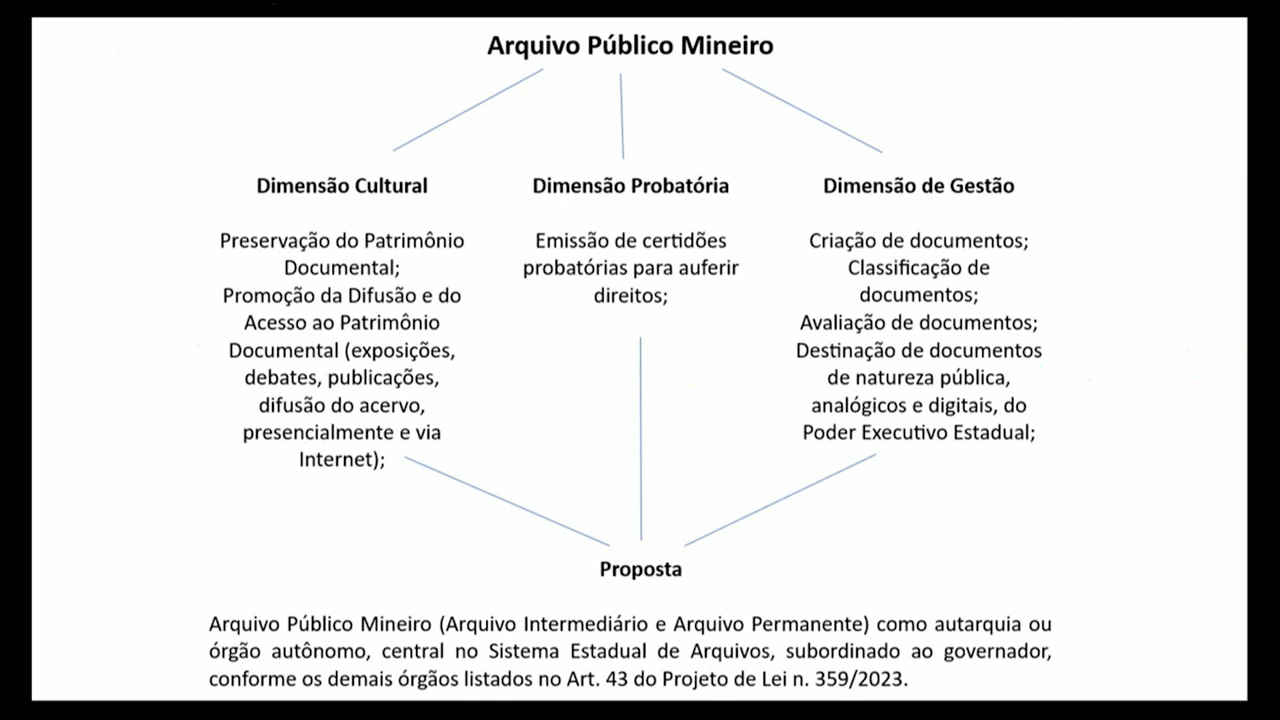 Arquivo Público Mineiro
Dimensão Cultural
Preservação do Patrimônio
Documental;
Promoção da Difusão e do
Acesso ao Patrimônio
Documental (exposições,
debates, publicações,
difusão do acervo,
presencialmente e via
Internet);
Dimensão Probatória
Emissão de certidões
probatórias para auferir
direitos;
Dimensão de Gestão
Criação de documentos;
Classificação de
documentos;
Avaliação de documentos;
Destinação de documentos
de natureza pública,
analógicos e digitais, do
Poder Executivo Estadual;
Proposta
Arquivo Público Mineiro (Arquivo Intermediário e Arquivo Permanente) como autarquia ou
órgão autônomo, central no Sistema Estadual de Arquivos, subordinado ao governador,
conforme os demais órgãos listados no Art. 43 do Projeto de Lei n. 359/2023.